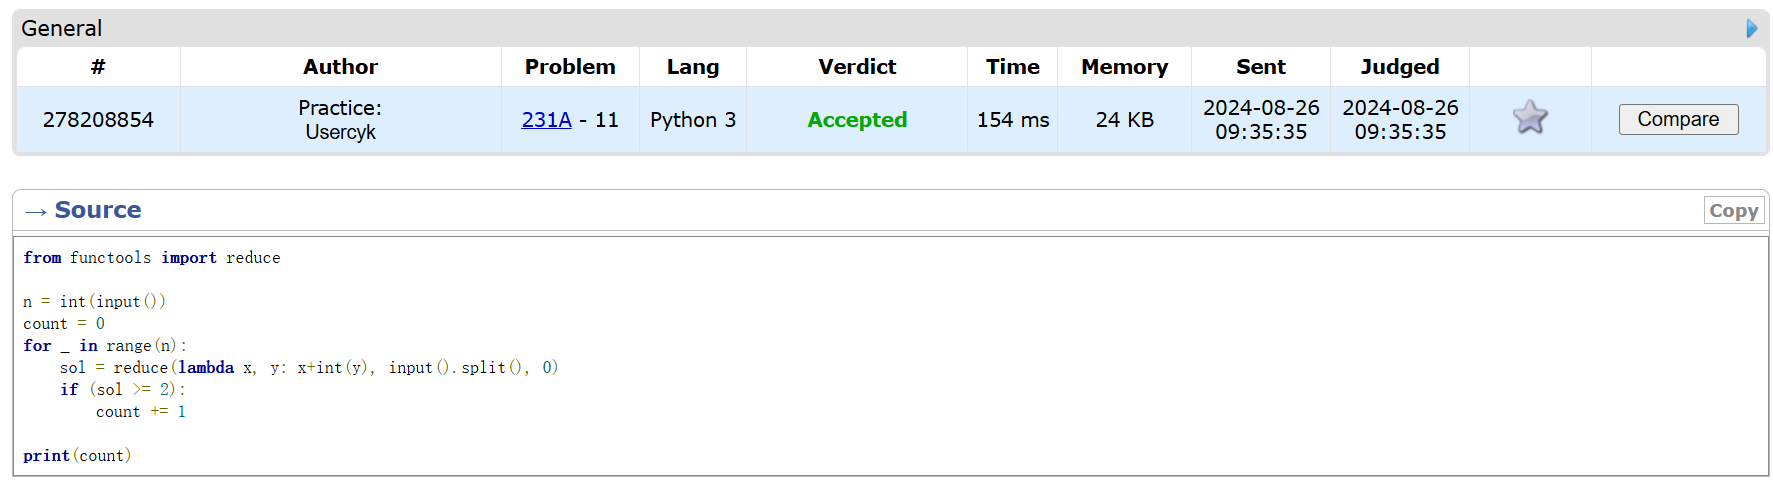 General
# Author Problem Lang Verdict Time Memory Sent Judged
278208854 Practice: Usercyk 231A - 11 Python 3 Accepted 154 ms 24 KB 2024-08-26 09:35:35 2024-08-26 09:35:35 Compare
→ Source Copy
from functools import reduce
n = int(input())
count = 0
for _ in range(n):
    sol = reduce(lambda x, y: x+int(y), input().split(), 0)
    if (sol >= 2):
        count += 1
print(count)